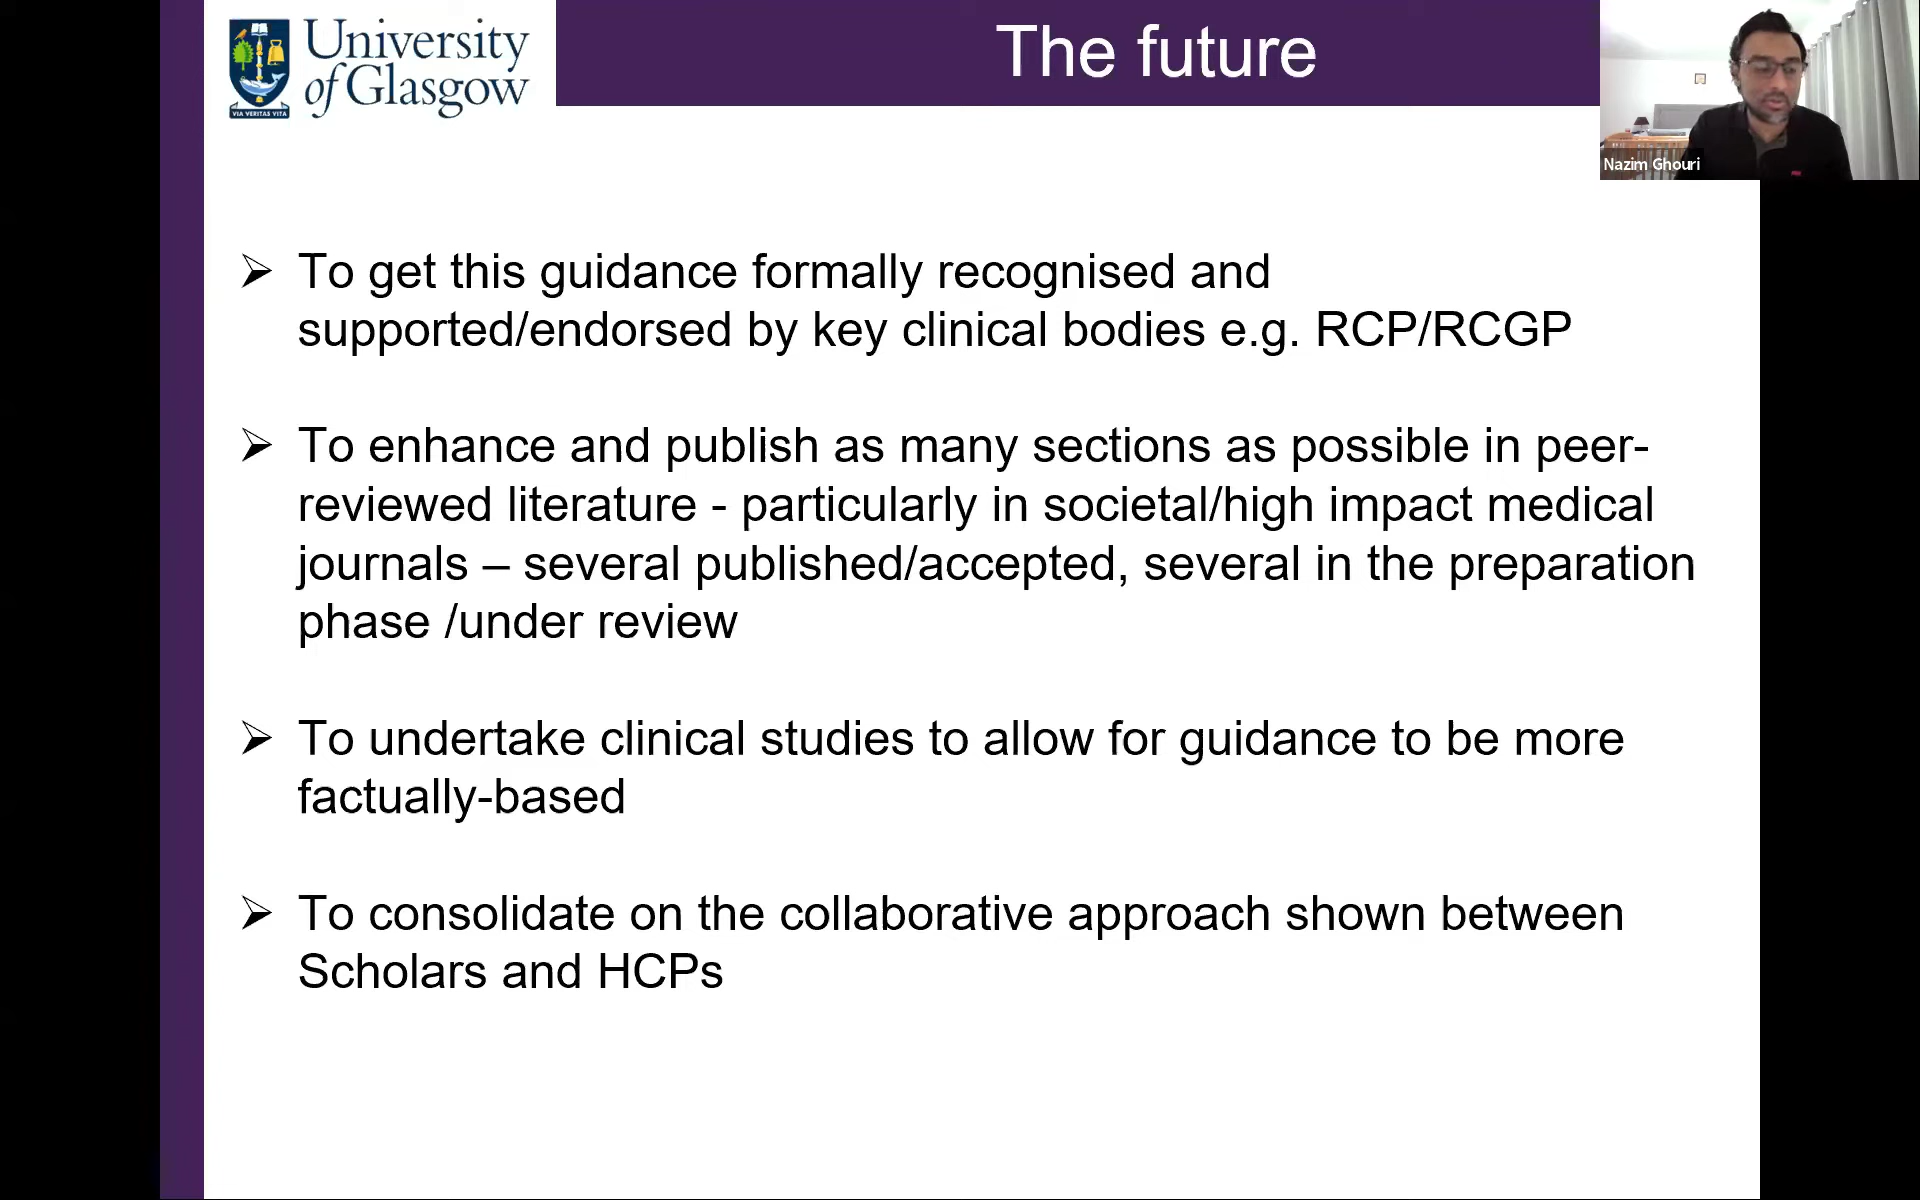 University
of Glasgow
VIA VERITAS VITA
The future
Nazim Ghouri
➢ To get this guidance formally recognised and
supported/endorsed by key clinical bodies e.g. RCP/RCGP
➢ To enhance and publish as many sections as possible in peer-
reviewed literature - particularly in societal/high impact medical
journals – several published/accepted, several in the preparation
phase /under review
➢ To undertake clinical studies to allow for guidance to be more
factually-based
➢ To consolidate on the collaborative approach shown between
Scholars and HCPs